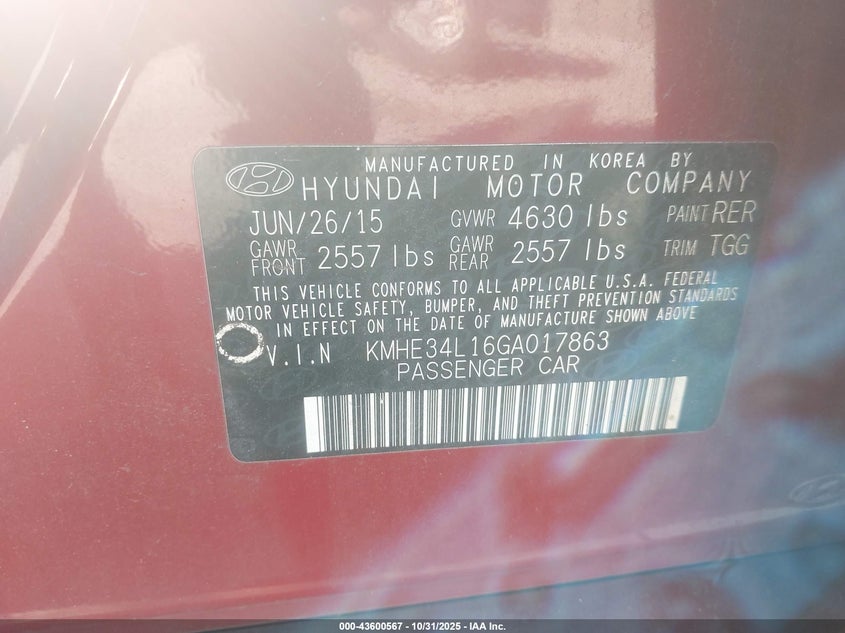 MANUFACTURED IN KOREA BY
HYUNDAI MOTOR COMPANY
JUN/26/15 GVWR 4630 lbs PAINT RER
GAWR FRONT 2557 lbs GAWR REAR 2557 lbs TRIM TGG
THIS VEHICLE CONFORMS TO ALL APPLICABLE U.S.A. FEDERAL
MOTOR VEHICLE SAFETY, BUMPER, AND THEFT PREVENTION STANDARDS
IN EFFECT ON THE DATE OF MANUFACTURE SHOWN ABOVE
V.I.N KMHE34L16GA017863
PASSENGER CAR
000-43600567 - 10/31/2025 - IAA Inc.